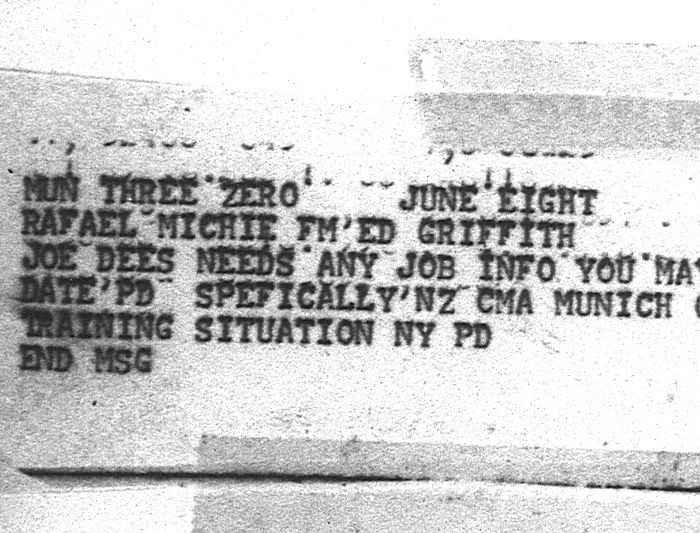 MUN THREE ZERO JUNE EIGHT
RAFAEL MICHIE FM ED GRIFFITH
JOE DEES NEEDS ANY JOB INFO YOU
DATE PD SPEFICALLY NZ CMA MUNICH
TRAINING SITUATION NY PD
END MSG